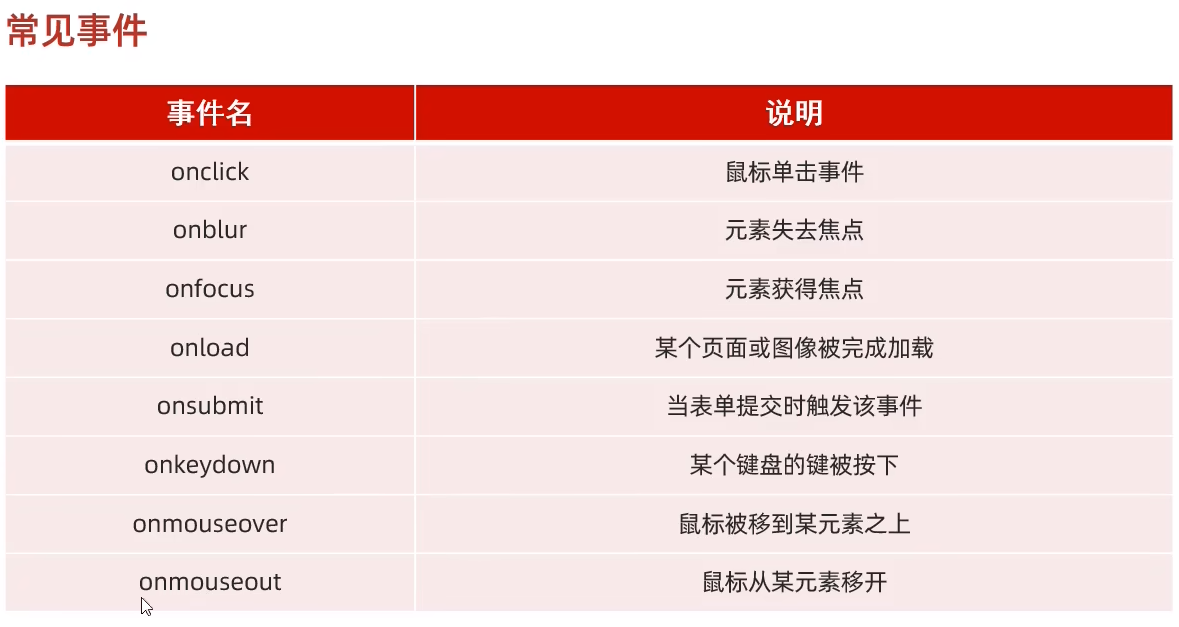 常见事件
事件名 说明
onclick 鼠标单击事件
onblur 元素失去焦点
onfocus 元素获得焦点
onload 某个页面或图像被完成加载
onsubmit 当表单提交时触发该事件
onkeydown 某个键盘的键被按下
onmouseover 鼠标被移到某元素之上
onmouseout 鼠标从某元素移开